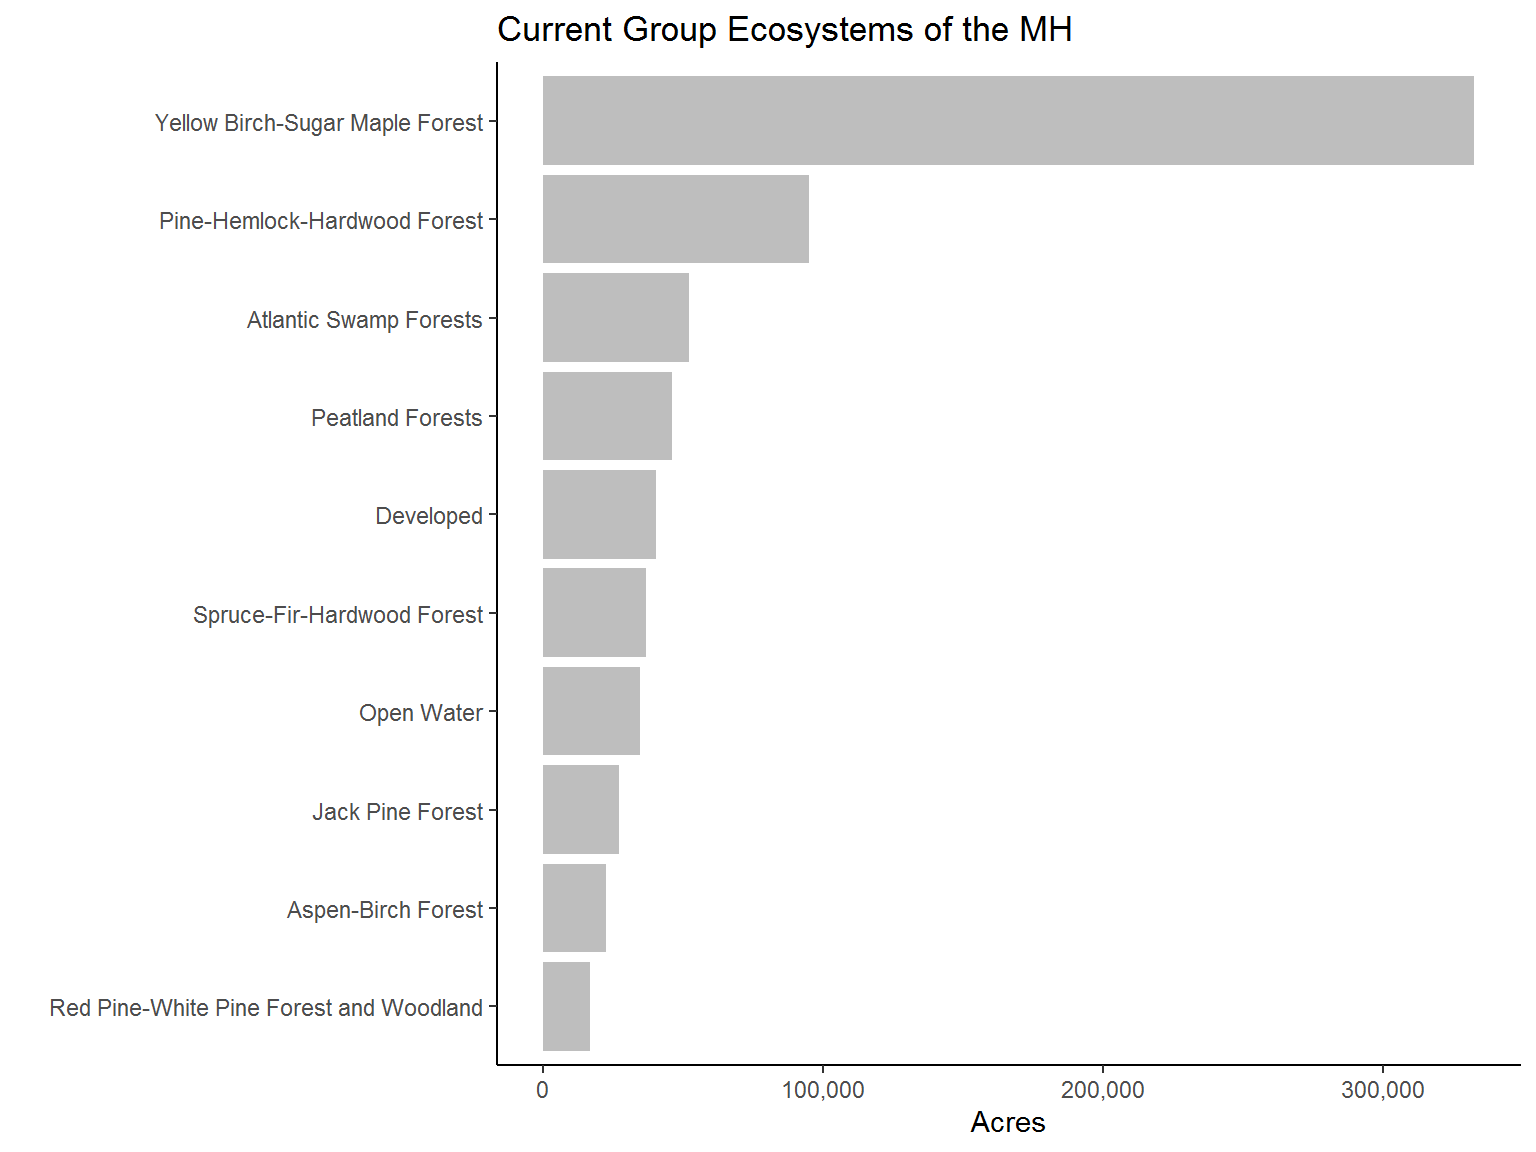 Current Group Ecosystems of the MH
Yellow Birch-Sugar Maple Forest
Pine-Hemlock-Hardwood Forest
Atlantic Swamp Forests
Peatland Forests
Developed
Spruce-Fir-Hardwood Forest
Open Water
Jack Pine Forest
Aspen-Birch Forest
Red Pine-White Pine Forest and Woodland
0 100,000 200,000 300,000
Acres